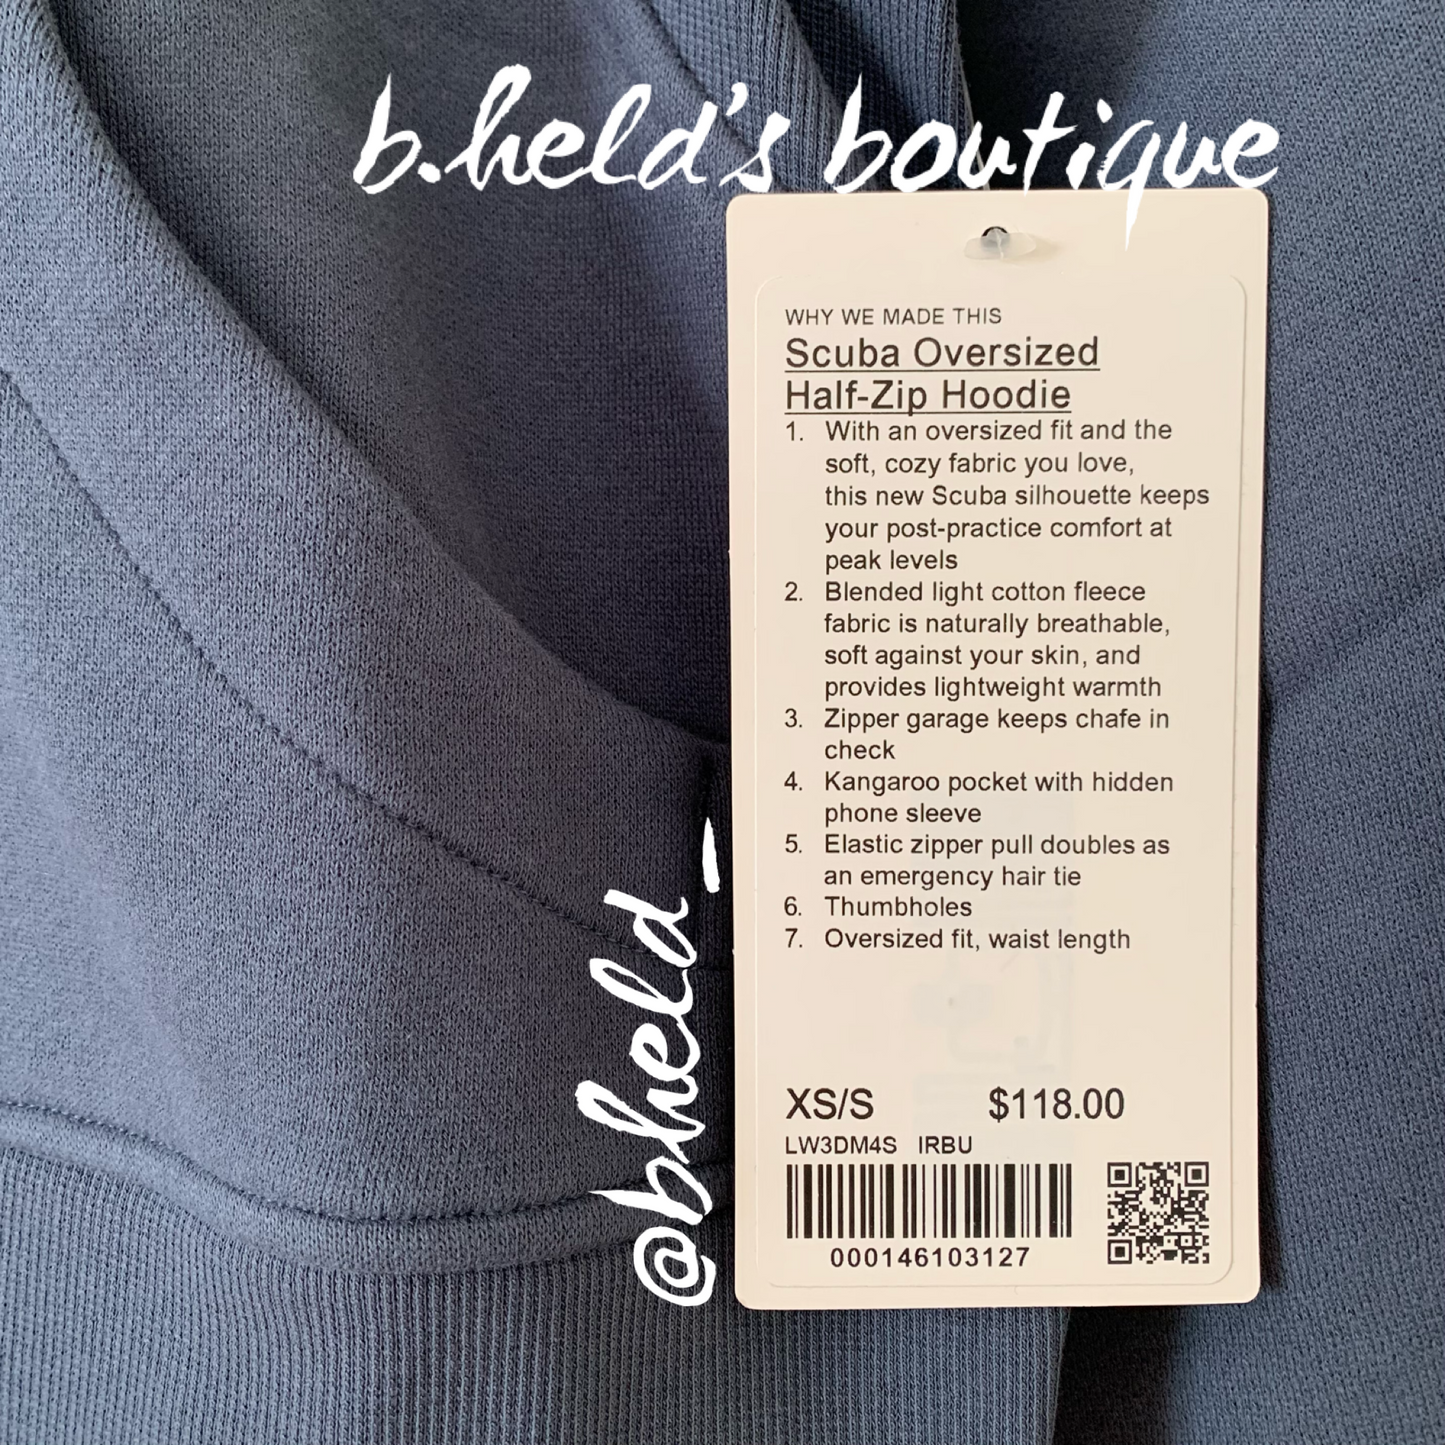 b.held's boutique
WHY WE MADE THIS
Scuba Oversized
Half-Zip Hoodie
1. With an oversized fit and the
soft, cozy fabric you love,
this new Scuba silhouette keeps
your post-practice comfort at
peak levels
2. Blended light cotton fleece
fabric is naturally breathable,
soft against your skin, and
provides lightweight warmth
3. Zipper garage keeps chafe in
check
4. Kangaroo pocket with hidden
phone sleeve
5. Elastic zipper pull doubles as
an emergency hair tie
6. Thumbholes
7. Oversized fit, waist length
XS/S $118.00
LW3DM4S IRBU
000146103127
@bheld_